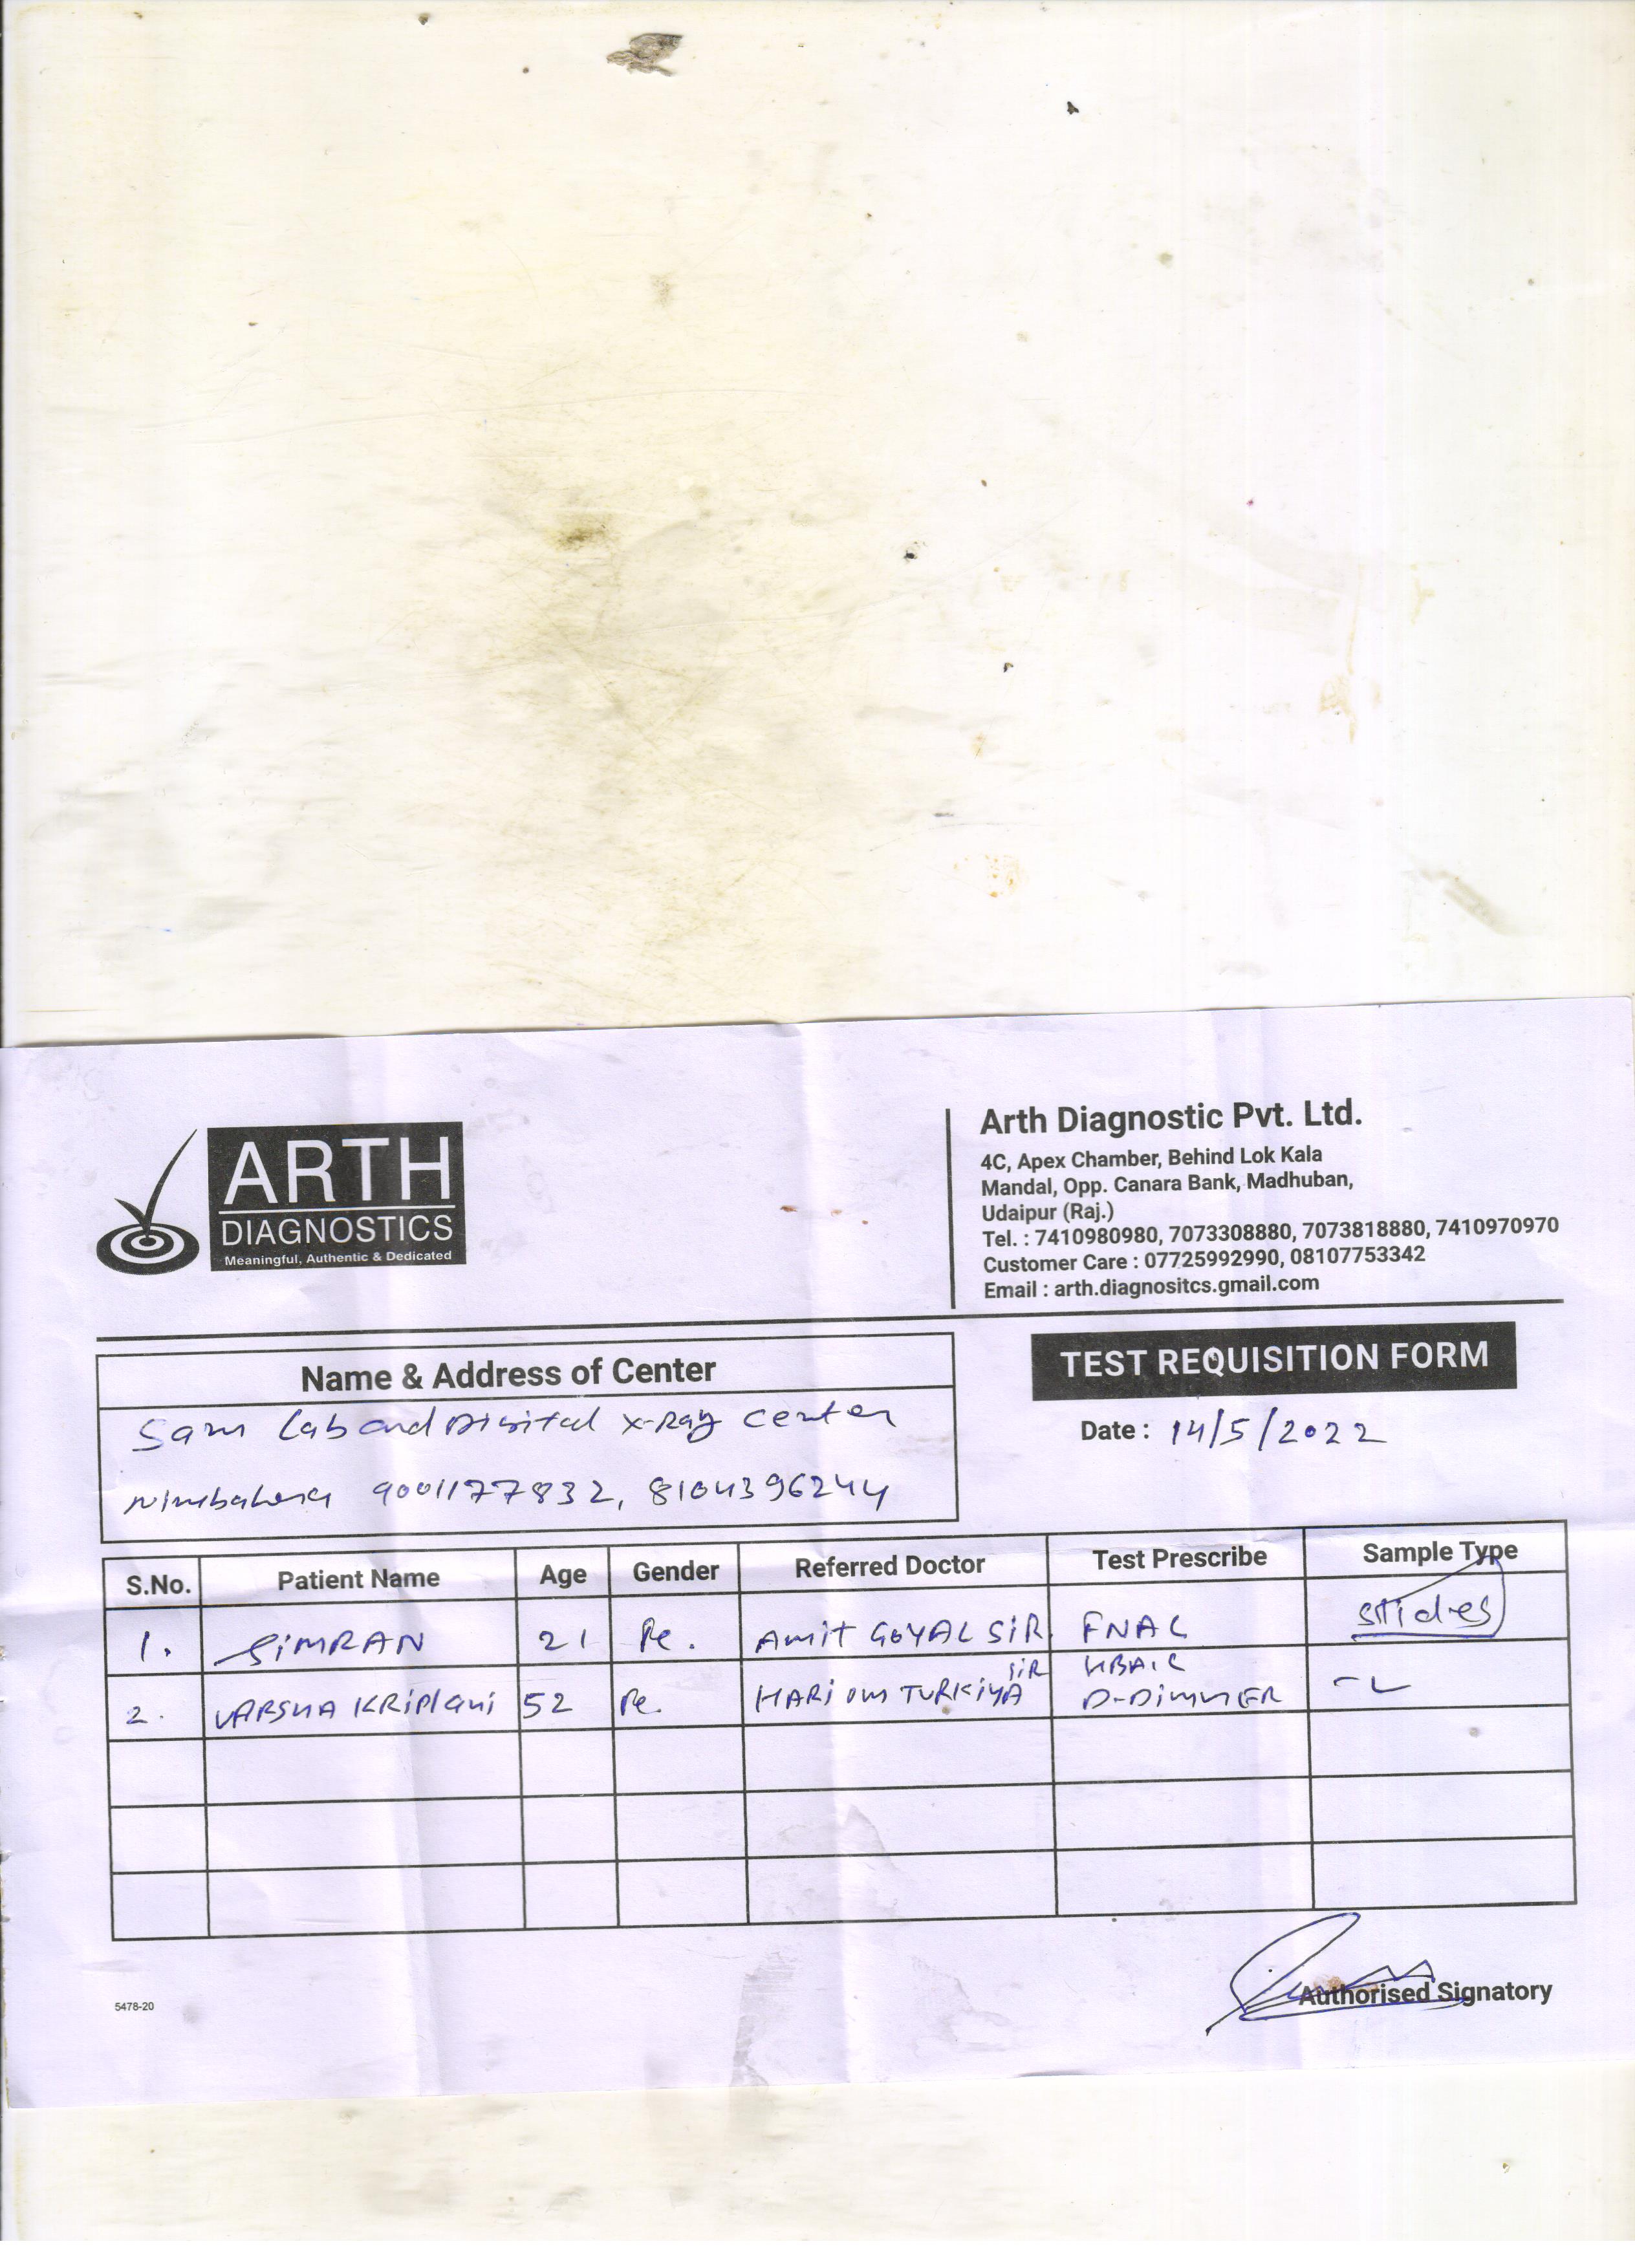 ARTH
DIAGNOSTICS
Meaningful, Authentic & Dedicated
Arth Diagnostic Pvt. Ltd.
4C, Apex Chamber, Behind Lok Kala
Mandal, Opp. Canara Bank, Madhuban,
Udaipur (Raj.)
Tel. : 7410980980, 7073308880, 7073818880, 7410970970
Customer Care : 07725992990, 08107753342
Email : arth.diagnositcs.gmail.com
Name & Address of Center
Sam Lab and Digital X-Ray center
Nimbahera 9001177832, 8104396244
TEST REQUISITION FORM
Date : 14/5/2022
S.No. Patient Name Age Gender Referred Doctor Test Prescribe Sample Type
1. SIMRAN 21 Fe. Amit GOYAL SIR. FNAC Slides
2. VARSHA KRIPlani 52 Fe. HARI OM TURKIYA SIR HBA1C
D-DIMMER
5478-20
Authorised Signatory